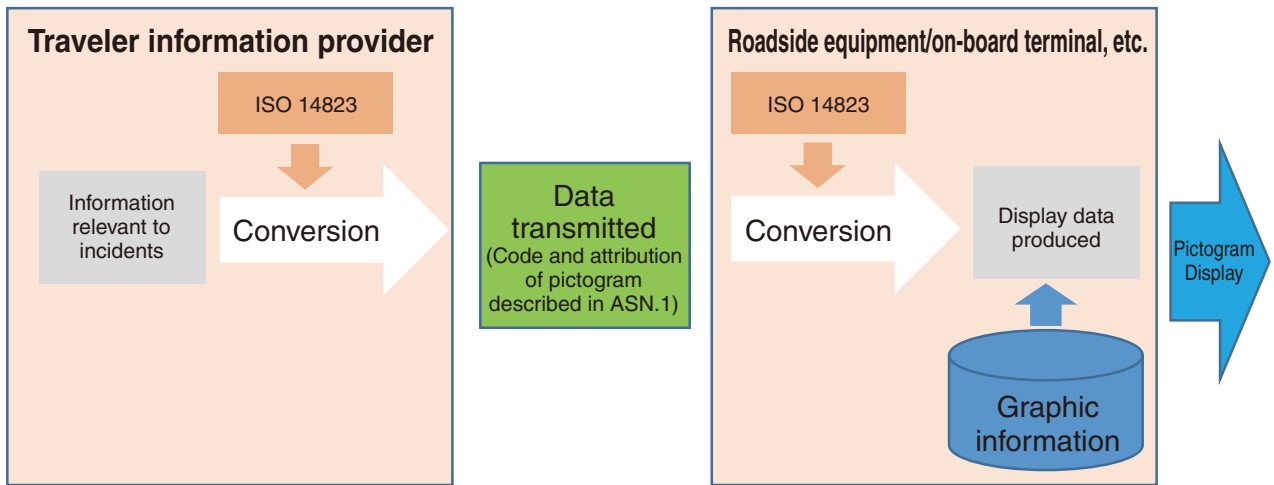 Traveler information provider
ISO 14823
Information
relevant to
incidents
Conversion
Data
transmitted
(Code and attribution
of pictogram
described in ASN.1)
Roadside equipment/on-board terminal, etc.
ISO 14823
Conversion
Display data
produced
Graphic
information
Pictogram
Display